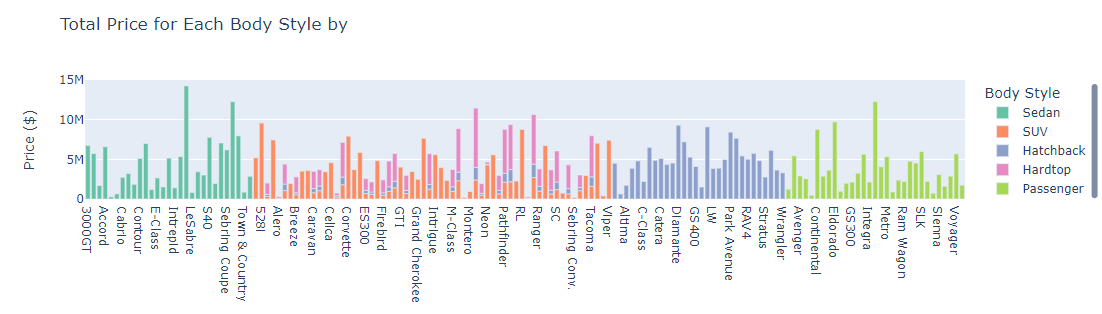 Total Price for Each Body Style by
Price ($)
15M
10M
5M
0
3000GT
Accord
Cabrio
Contour
E-Class
Intrepid
LeSabre
S40
Sebring Coupe
Town & Country
528I
Alero
Breeze
Caravan
Celica
Corvette
ES300
Firebird
GTI
Grand Cherokee
Intrigue
M-Class
Montero
Neon
Pathfinder
RL
Ranger
SC
Sebring Conv.
Tacoma
Viper
Altima
C-Class
Catera
Diamante
GS400
LW
Park Avenue
RAV4
Stratus
Wrangler
Avenger
Continental
Eldorado
GS300
Integra
Metro
Ram Wagon
SLK
Sienna
Voyager
Body Style
Sedan
SUV
Hatchback
Hardtop
Passenger